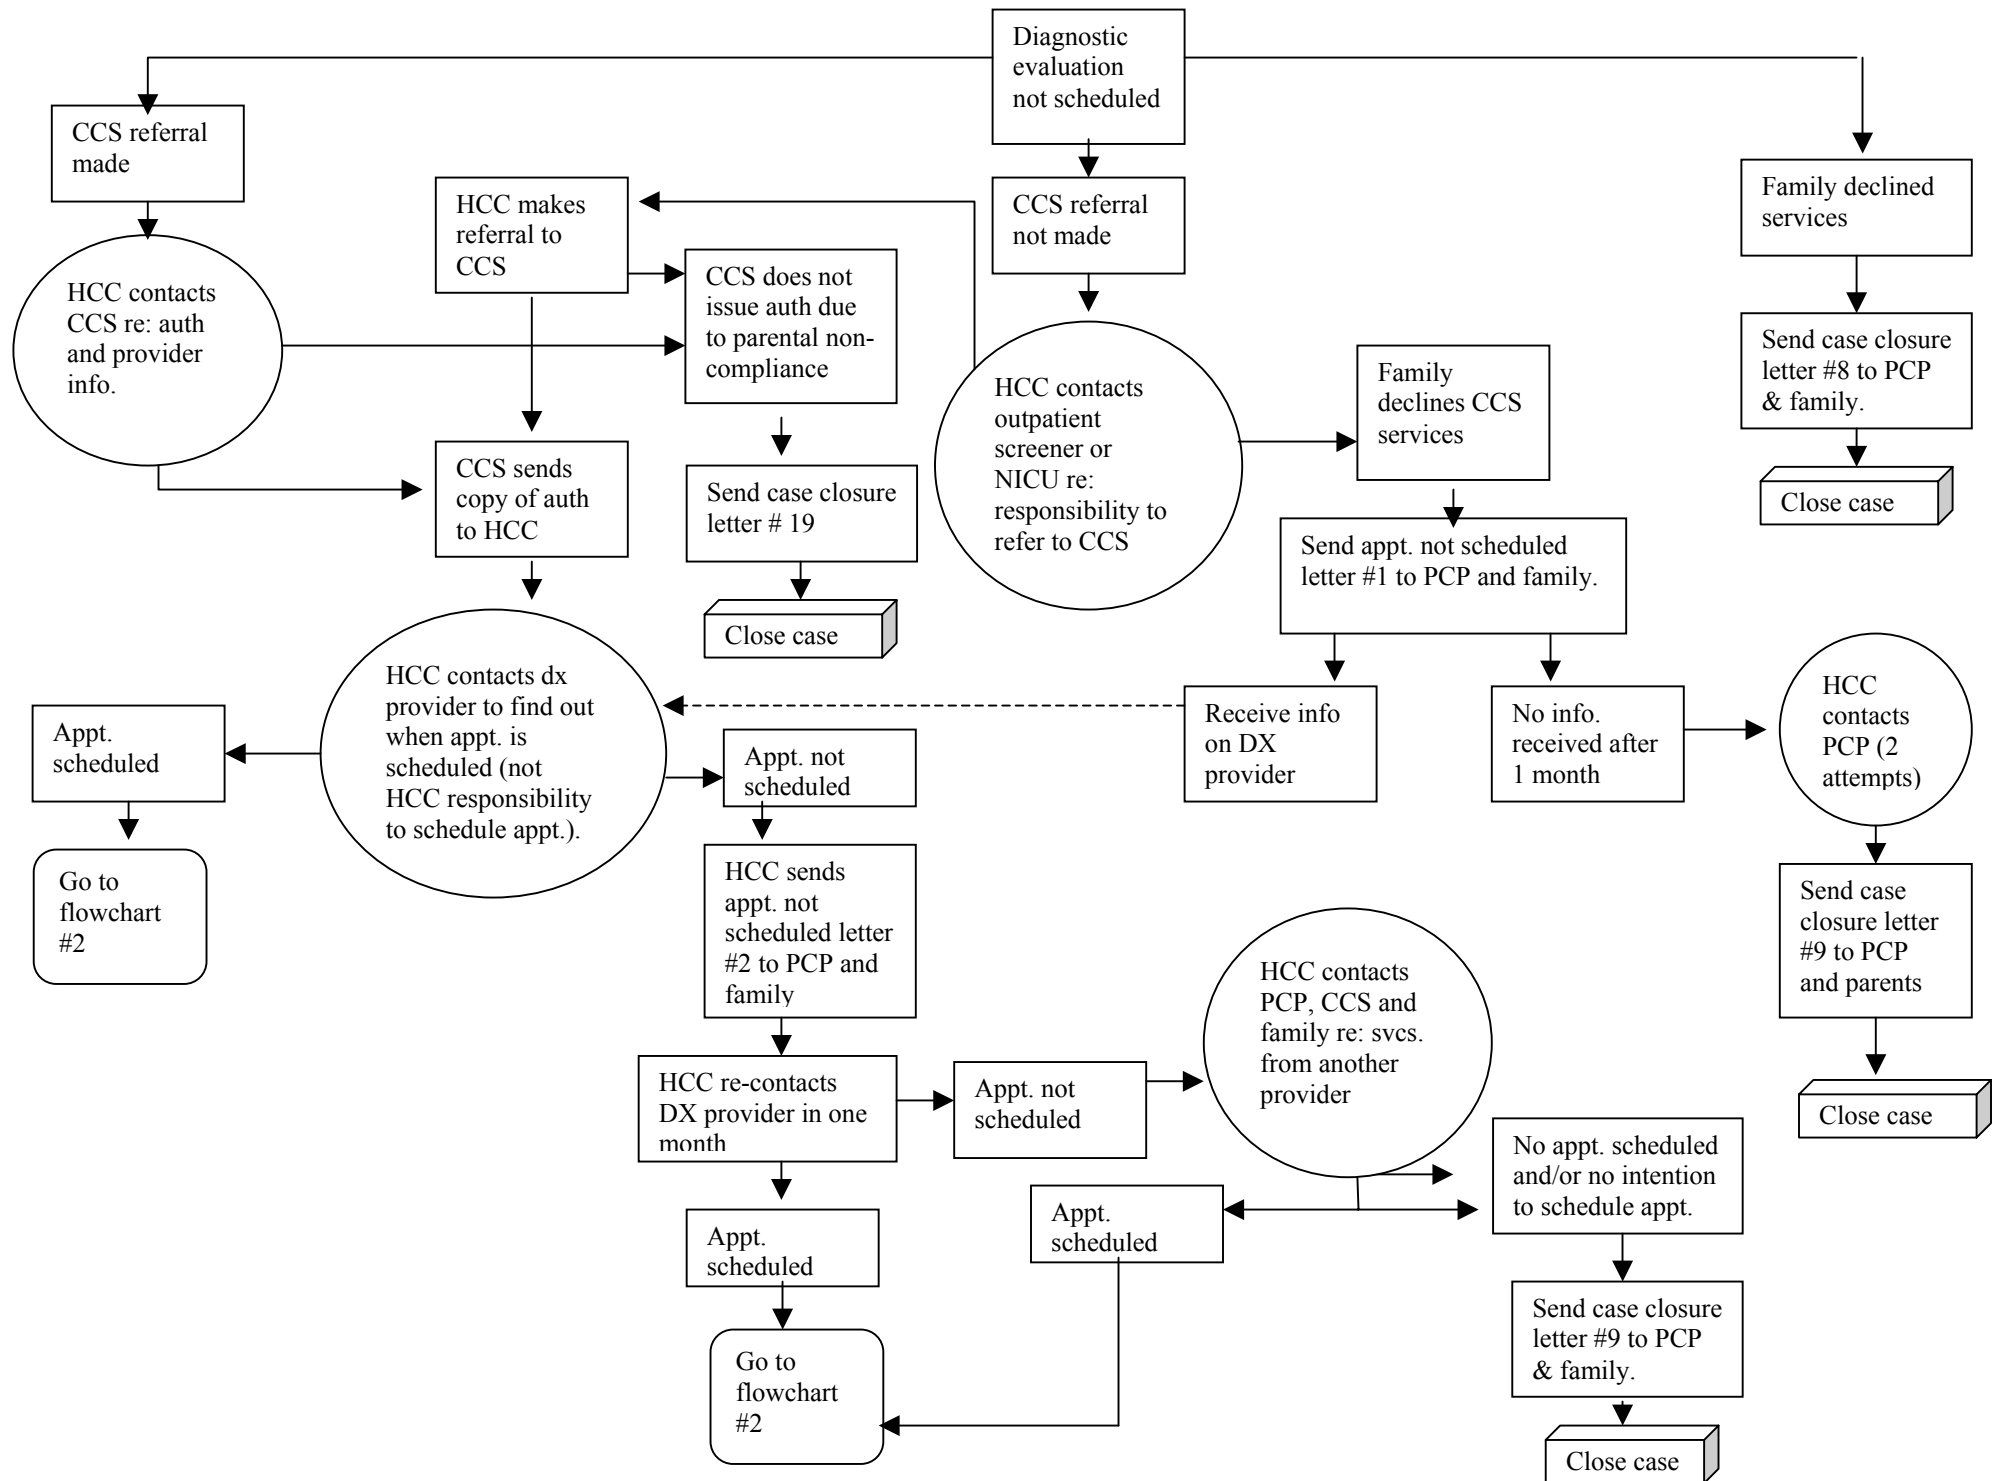 Diagnostic
evaluation
not scheduled
CCS referral
made
HCC makes
referral to
CCS
CCS referral
not made
Family declined
services
HCC contacts
CCS re: auth
and provider
info.
CCS does not
issue auth due
to parental non-
compliance
HCC contacts
outpatient
screener or
NICU re:
responsibility to
refer to CCS
Family
declines CCS
services
Send case closure
letter #8 to PCP
& family.
Close case
CCS sends
copy of auth
to HCC
Send case closure
letter # 19
Close case
Send appt. not scheduled
letter #1 to PCP and family.
HCC contacts dx
provider to find out
when appt. is
scheduled (not
HCC responsibility
to schedule appt.).
Appt.
scheduled
Go to
flowchart
#2
Appt. not
scheduled
Receive info
on DX
provider
No info.
received after
1 month
HCC
contacts
PCP (2
attempts)
HCC sends
appt. not
scheduled letter
#2 to PCP and
family
Send case
closure letter
#9 to PCP
and parents
Close case
HCC re-contacts
DX provider in one
month
Appt. not
scheduled
HCC contacts
PCP, CCS and
family re: svcs.
from another
provider
Appt.
scheduled
Appt.
scheduled
No appt. scheduled
and/or no intention
to schedule appt.
Go to
flowchart
#2
Send case closure
letter #9 to PCP
& family.
Close case